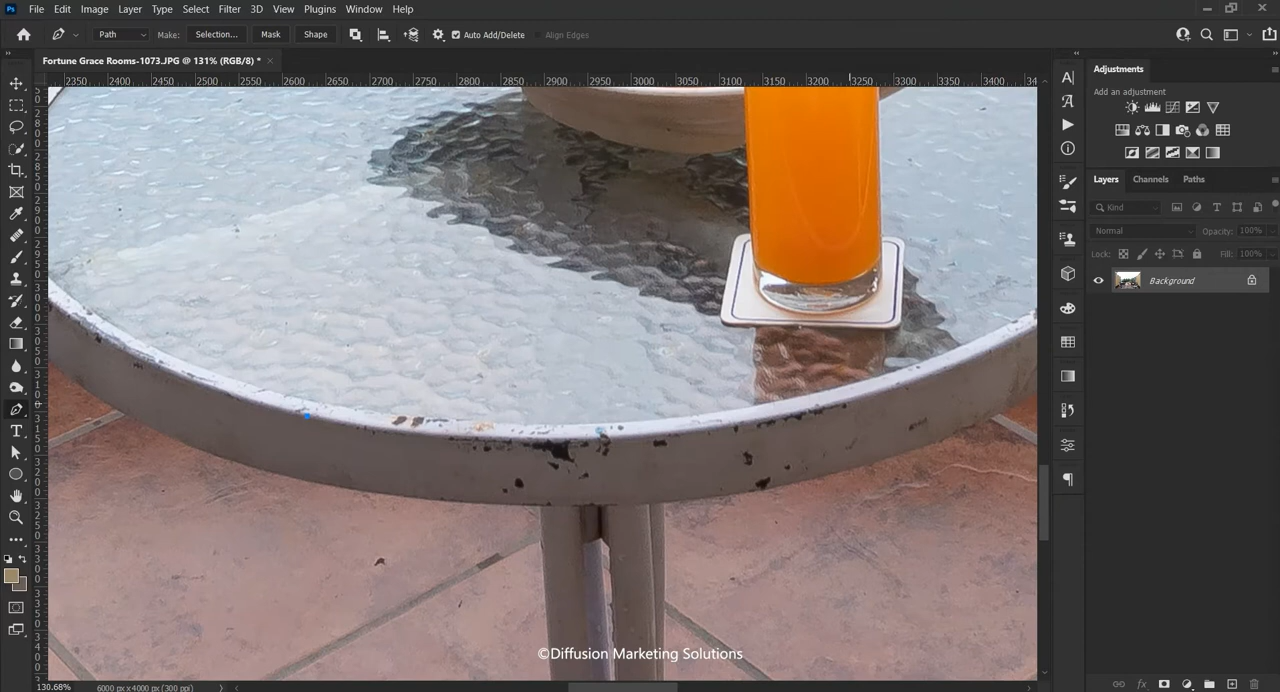 Ps File Edit Image Layer Type Select Filter 3D View Plugins Window Help
Path Make: Selection... Mask Shape Auto Add/Delete Align Edges
Fortune Grace Rooms-1073.JPG @ 131% (RGB/8) *
2350 2400 2450 2500 2550 2600 2650 2700 2750 2800 2850 2900 2950 3000 3050 3100 3150 3200 3250 3300 3350 3400
Adjustments
Add an adjustment
Layers Channels Paths
Kind
Normal Opacity: 100%
Lock: Fill: 100%
Background
©Diffusion Marketing Solutions
130.68% 6000 px x 4000 px (300 ppi)